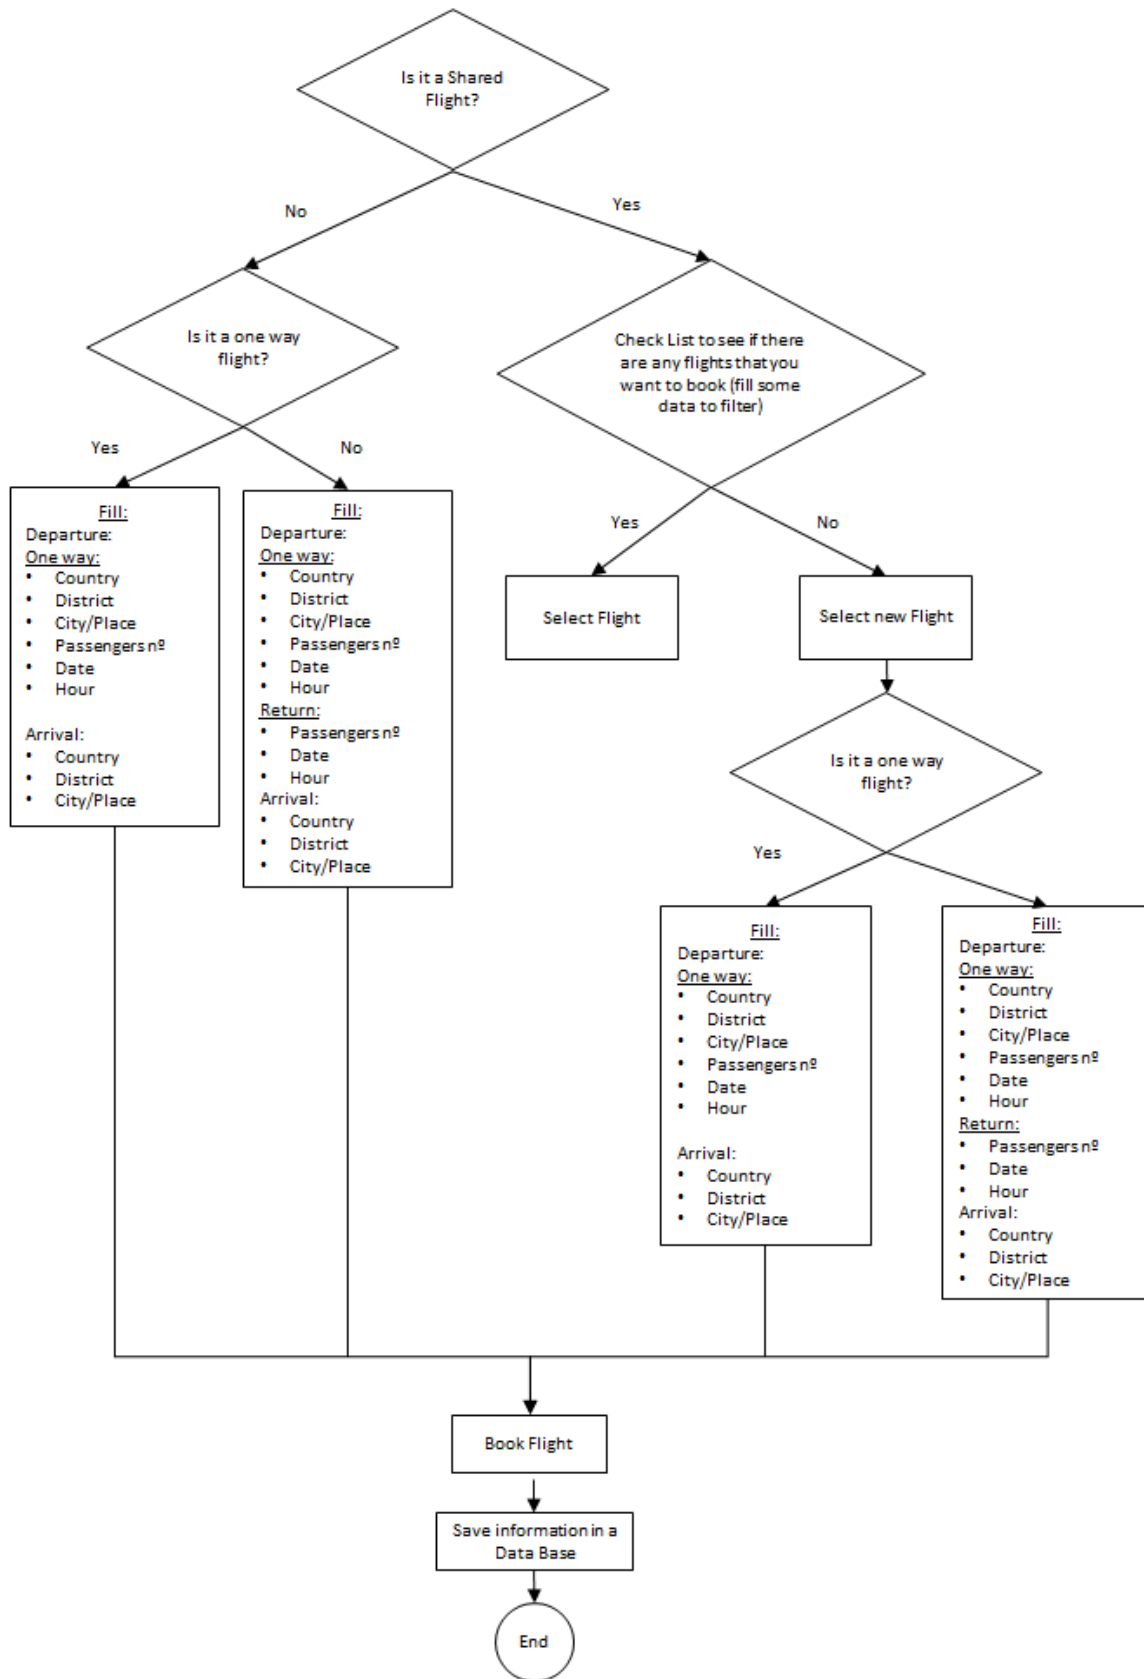 Is it a Shared
Flight?
No
Yes
Is it a one way
flight?
Check List to see if there
are any flights that you
want to book (fill some
data to filter)
Yes
No
Fill:
Departure:
One way:
• Country
• District
• City/Place
• Passengers nº
• Date
• Hour
Arrival:
• Country
• District
• City/Place
Fill:
Departure:
One way:
• Country
• District
• City/Place
• Passengers nº
• Date
• Hour
Return:
• Passengers nº
• Date
• Hour
Arrival:
• Country
• District
• City/Place
Yes
No
Select Flight
Select new Flight
Is it a one way
flight?
Yes
Fill:
Departure:
One way:
• Country
• District
• City/Place
• Passengers nº
• Date
• Hour
Arrival:
• Country
• District
• City/Place
Fill:
Departure:
One way:
• Country
• District
• City/Place
• Passengers nº
• Date
• Hour
Return:
• Passengers nº
• Date
• Hour
Arrival:
• Country
• District
• City/Place
Book Flight
Save information in a
Data Base
End